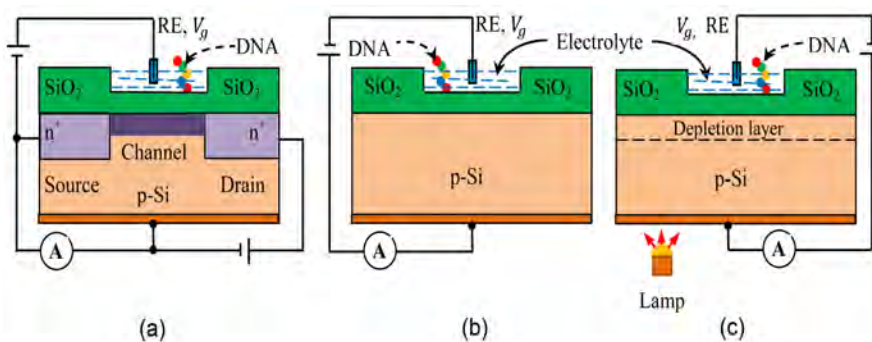 RE, Vg
DNA
SiO2
SiO2
n+
n+
Channel
Source
p-Si
Drain
A
(a)
RE, Vg
DNA
Electrolyte
SiO2
SiO2
p-Si
A
(b)
Vg, RE
DNA
SiO2
SiO2
Depletion layer
p-Si
A
Lamp
(c)